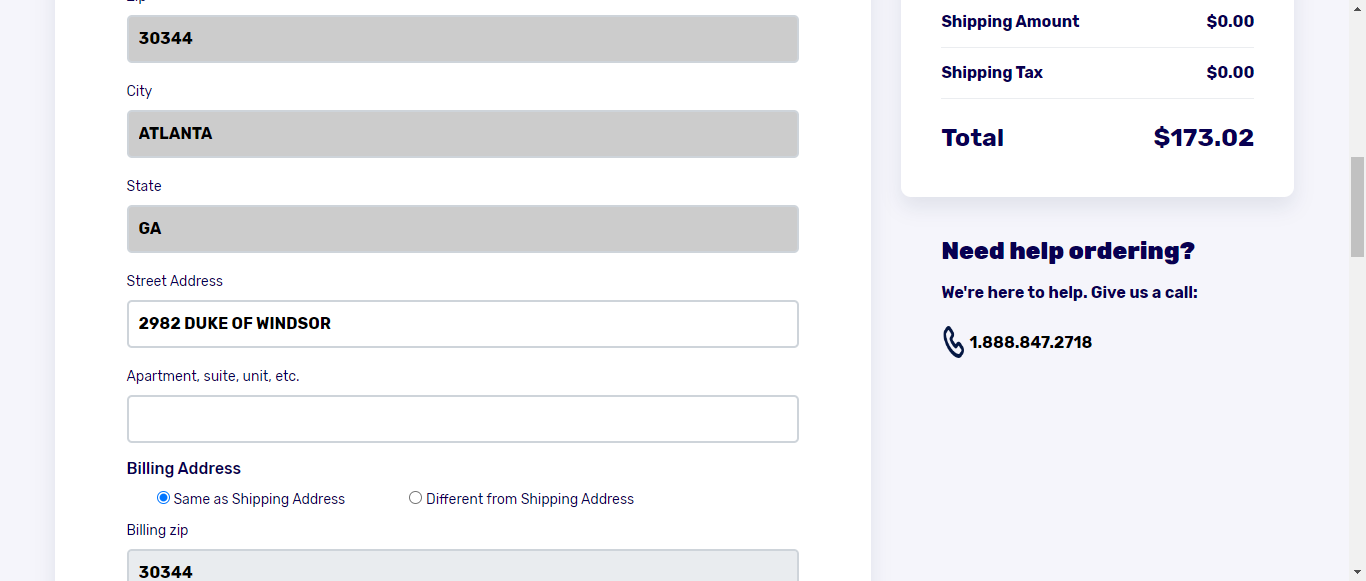 30344
City
ATLANTA
State
GA
Street Address
2982 DUKE OF WINDSOR
Apartment, suite, unit, etc.
Billing Address
Same as Shipping Address
Different from Shipping Address
Billing zip
30344
Shipping Amount $0.00
Shipping Tax $0.00
Total $173.02
Need help ordering?
We're here to help. Give us a call:
1.888.847.2718